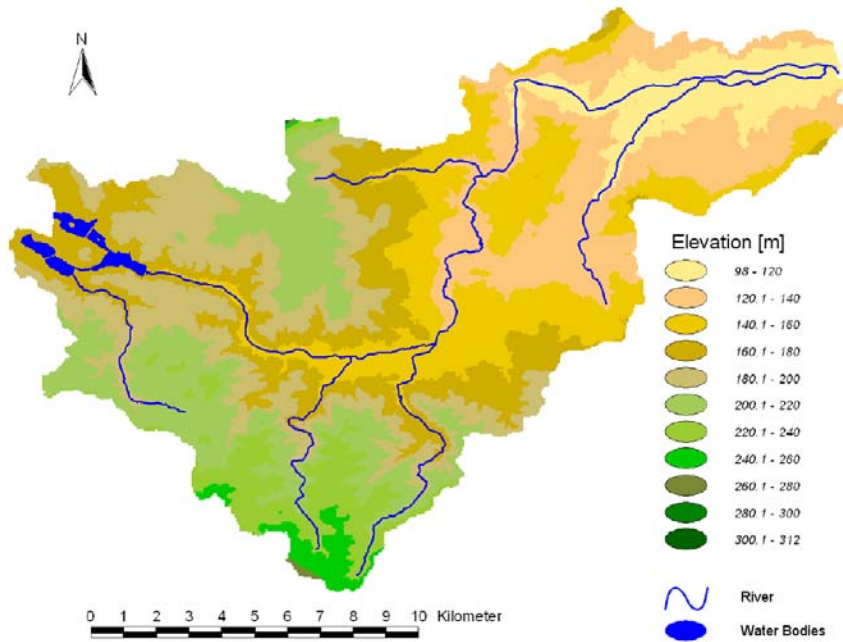 N
Elevation [m]
98 - 120
120.1 - 140
140.1 - 160
160.1 - 180
180.1 - 200
200.1 - 220
220.1 - 240
240.1 - 260
260.1 - 280
280.1 - 300
300.1 - 312
River
Water Bodies
0 1 2 3 4 5 6 7 8 9 10 Kilometer